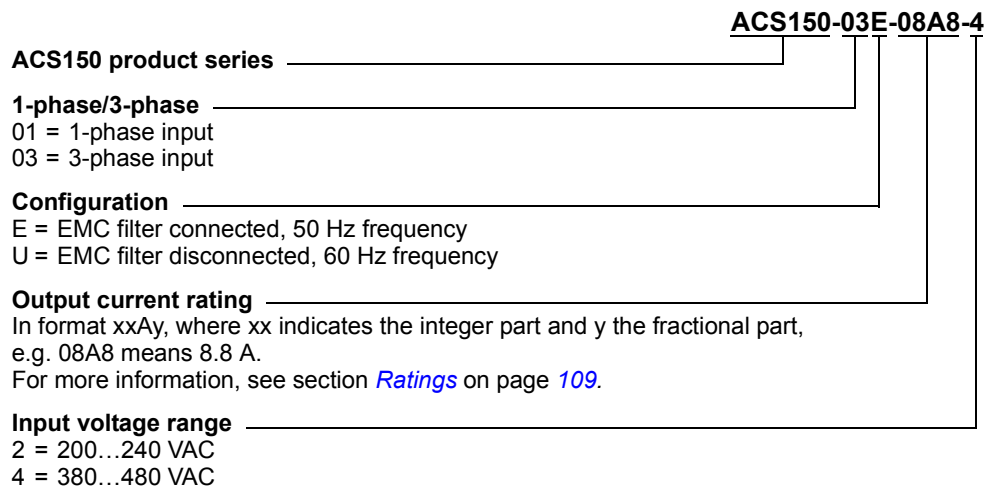 ACS150-03E-08A8-4
ACS150 product series
1-phase/3-phase
01 = 1-phase input
03 = 3-phase input
Configuration
E = EMC filter connected, 50 Hz frequency
U = EMC filter disconnected, 60 Hz frequency
Output current rating
In format xxAy, where xx indicates the integer part and y the fractional part,
e.g. 08A8 means 8.8 A.
For more information, see section Ratings on page 109.
Input voltage range
2 = 200…240 VAC
4 = 380…480 VAC